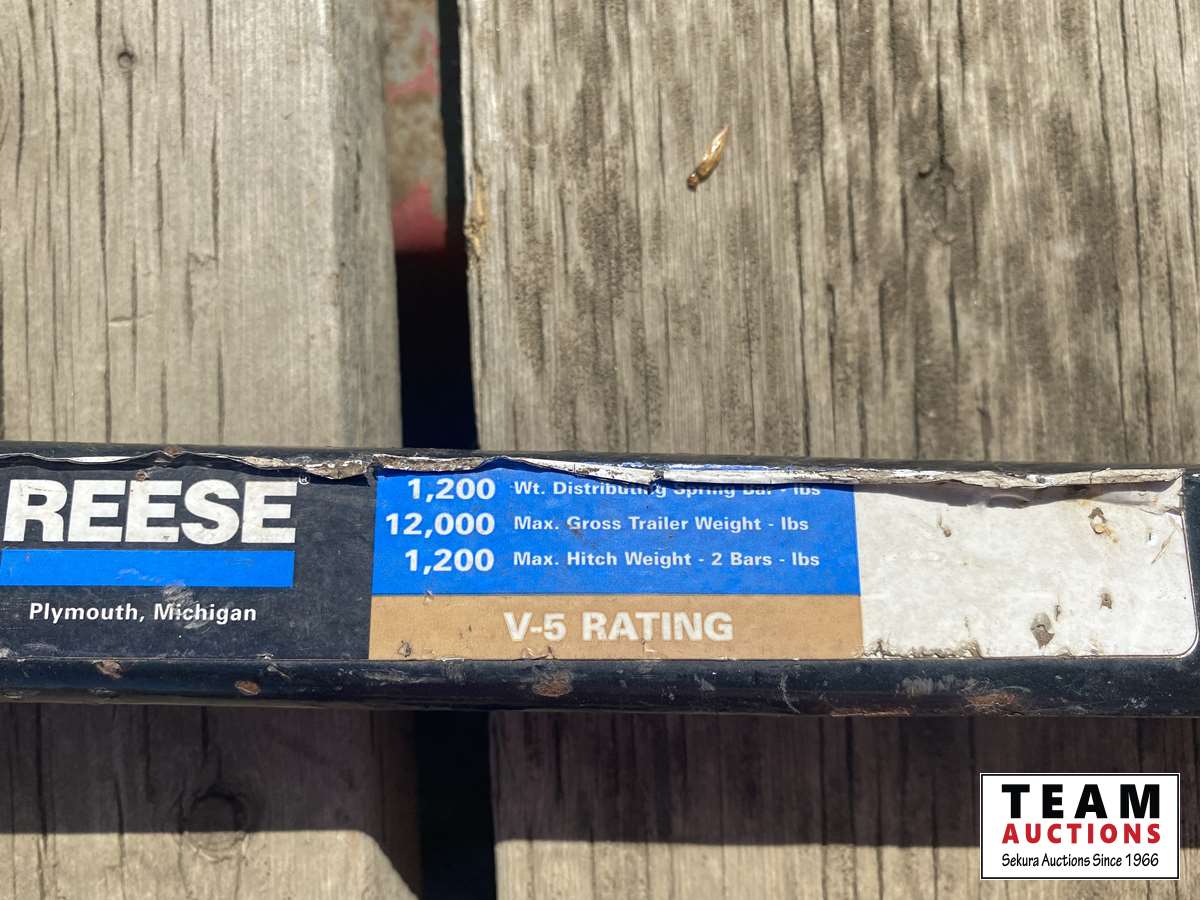 REESE®
Plymouth, Michigan
1,200 Wt. Distributing Spring Bar - lbs
12,000 Max. Gross Trailer Weight - lbs
1,200 Max. Hitch Weight - 2 Bars - lbs
V-5 RATING
TEAM
AUCTIONS
Sekura Auctions Since 1966